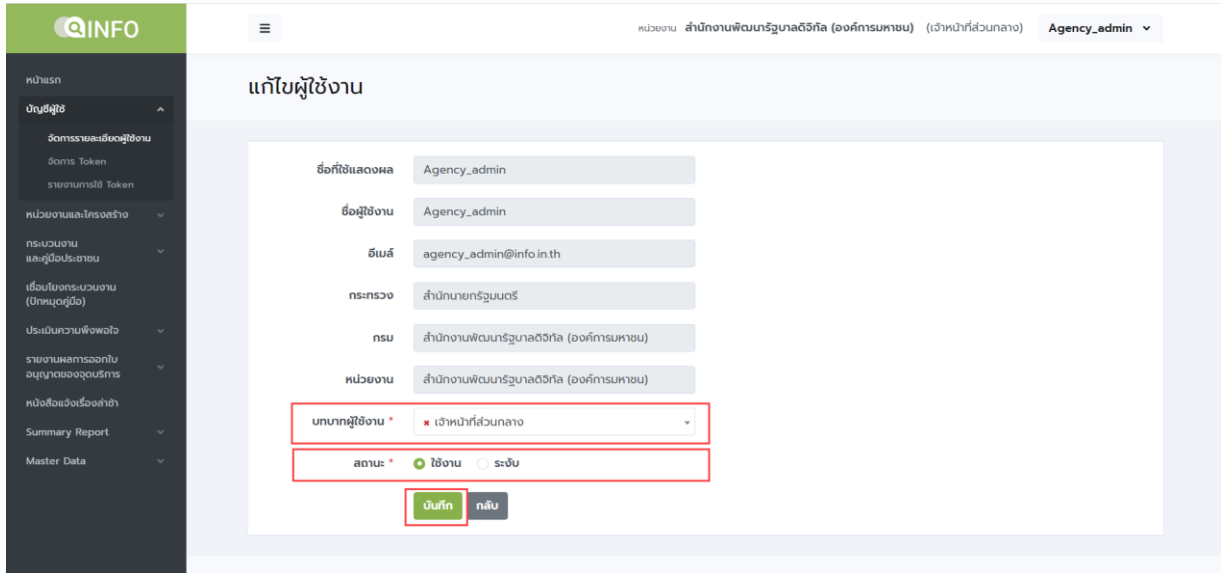 INFO
หน่วยงาน สำนักงานพัฒนารัฐบาลดิจิทัล (องค์การมหาชน) (เจ้าหน้าที่ส่วนกลาง) Agency_admin
หน้าแรก
บัญชีผู้ใช้
จัดการรายละเอียดผู้ใช้งาน
จัดการ Token
รายงานการใช้ Token
หน่วยงานและโครงสร้าง
กระบวนงาน
และคู่มือประชาชน
เชื่อมโยงกระบวนงาน
(ปักหมุดคู่มือ)
ประเมินความพึงพอใจ
รายงานผลการออกใบ
อนุญาตของจุดบริการ
หนังสือแจ้งเรื่องล่าช้า
Summary Report
Master Data
แก้ไขผู้ใช้งาน
ชื่อที่ใช้แสดงผล Agency_admin
ชื่อผู้ใช้งาน Agency_admin
อีเมล์ agency_admin@info.in.th
กระทรวง สำนักนายกรัฐมนตรี
กรม สำนักงานพัฒนารัฐบาลดิจิทัล (องค์การมหาชน)
หน่วยงาน สำนักงานพัฒนารัฐบาลดิจิทัล (องค์การมหาชน)
บทบาทผู้ใช้งาน * × เจ้าหน้าที่ส่วนกลาง
สถานะ * ใช้งาน ระงับ
บันทึก กลับ